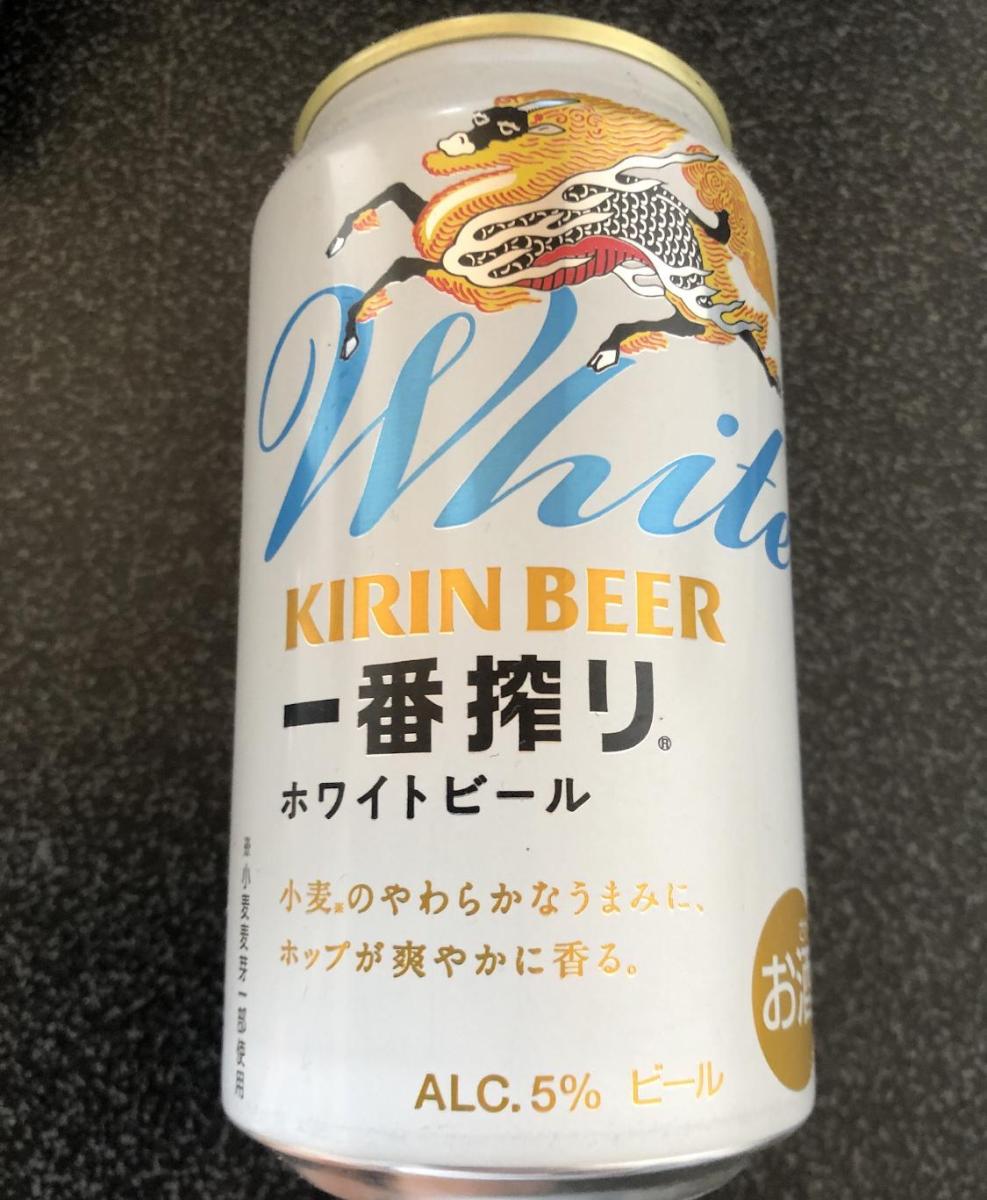 White
KIRIN BEER
一番搾り®
ホワイトビール
小麦※のやわらかなうまみに、
ホップが爽やかに香る。
※小麦麦芽一部使用
お酒
ALC.5% ビール